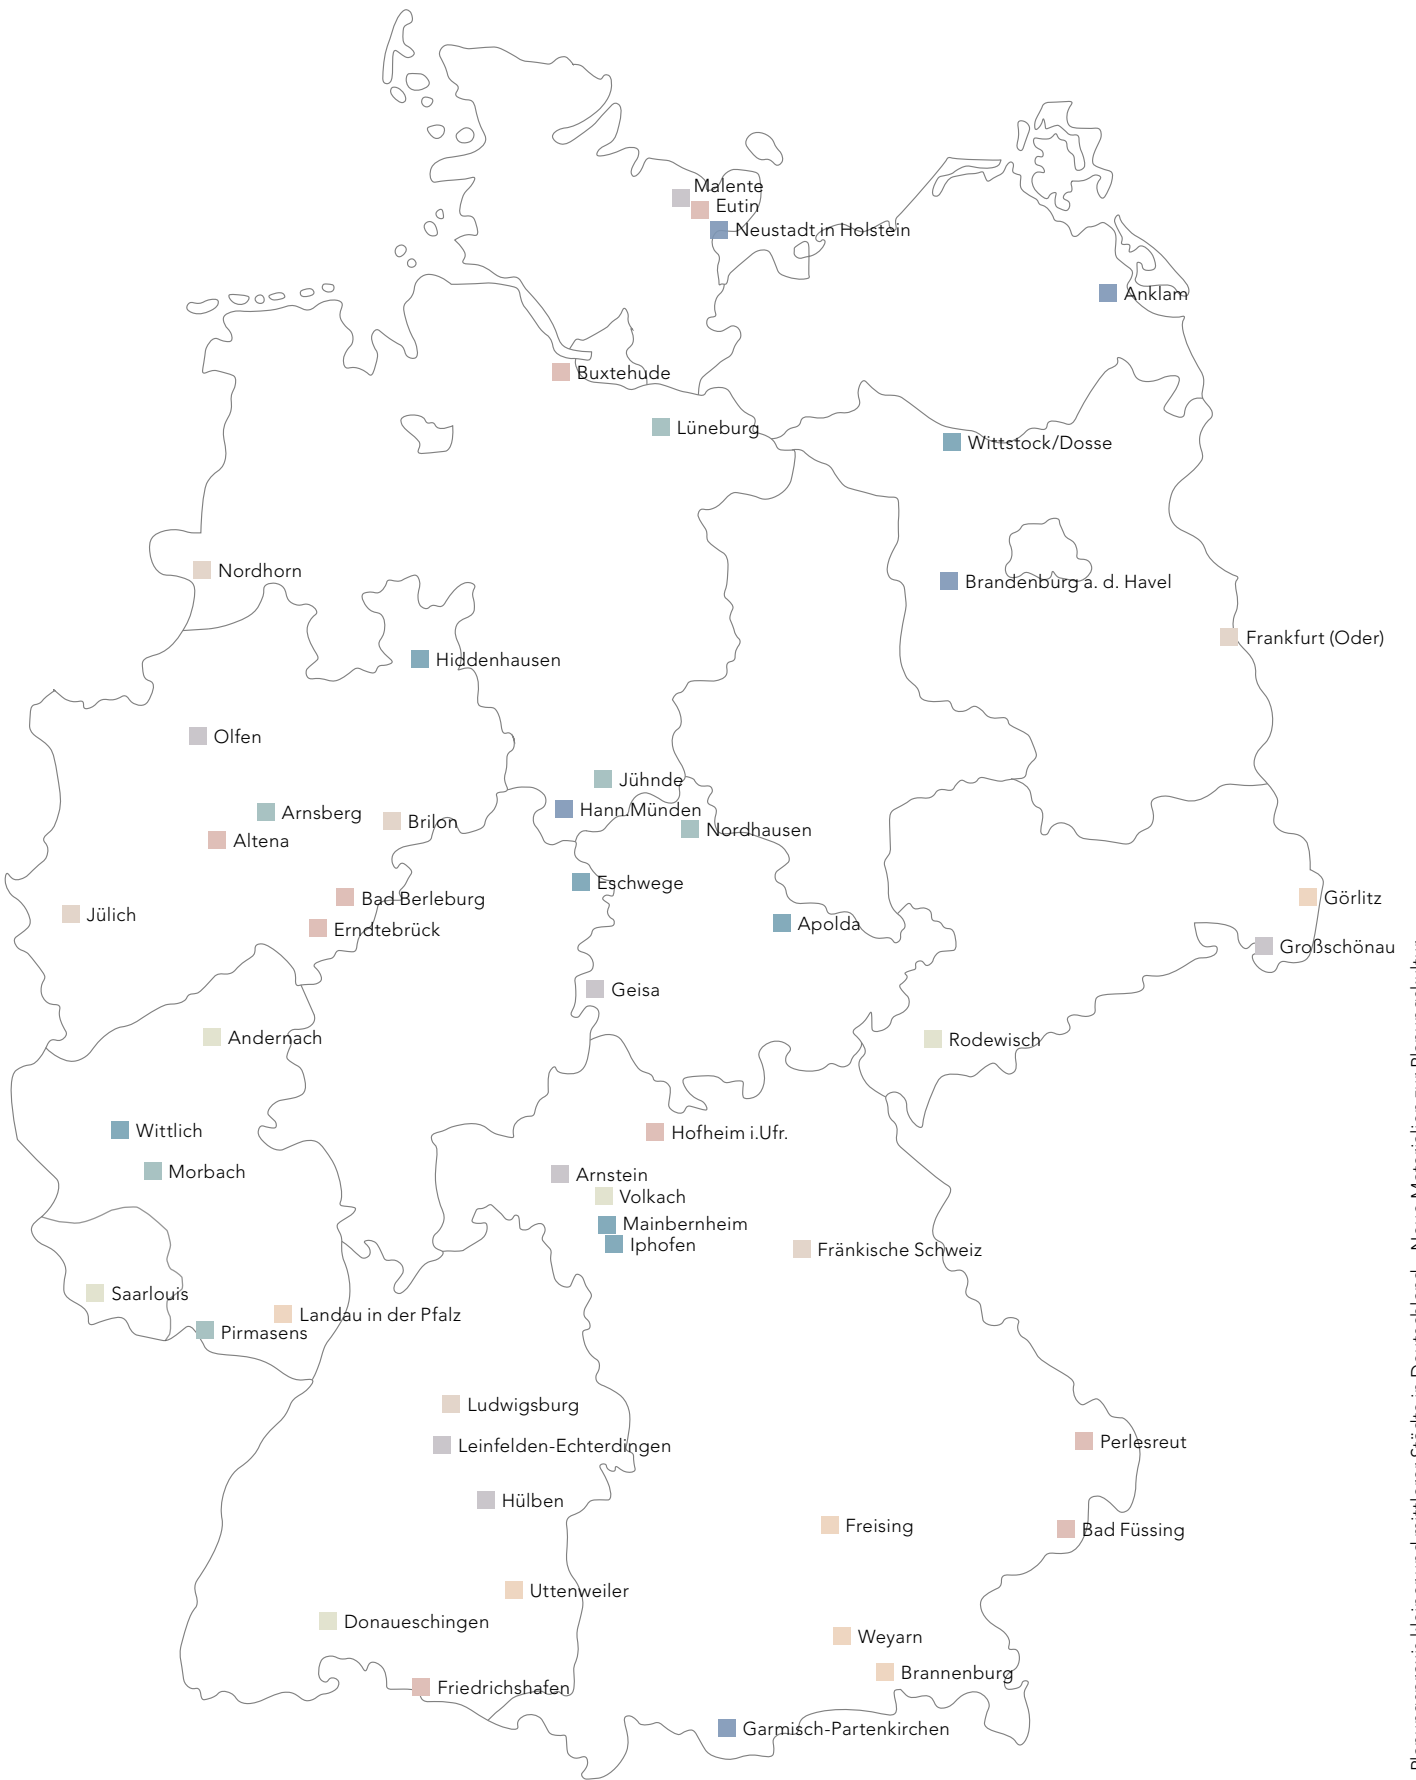 Malente
Eutin
Neustadt in Holstein
Anklam
Buxtehude
Lüneburg
Wittstock/Dosse
Nordhorn
Brandenburg a. d. Havel
Frankfurt (Oder)
Hiddenhausen
Olfen
Jühnde
Hann.Münden
Arnsberg
Brilon
Nordhausen
Altena
Eschwege
Bad Berleburg
Görlitz
Jülich
Apolda
Erndtebrück
Großschönau
Geisa
Andernach
Rodewisch
Wittlich
Hofheim i.Ufr.
Morbach
Arnstein
Volkach
Mainbernheim
Iphofen
Fränkische Schweiz
Saarlouis
Landau in der Pfalz
Pirmasens
Ludwigsburg
Leinfelden-Echterdingen
Perlesreut
Hülben
Freising
Bad Füssing
Uttenweiler
Donaueschingen
Weyarn
Brannenburg
Friedrichshafen
Garmisch-Partenkirchen